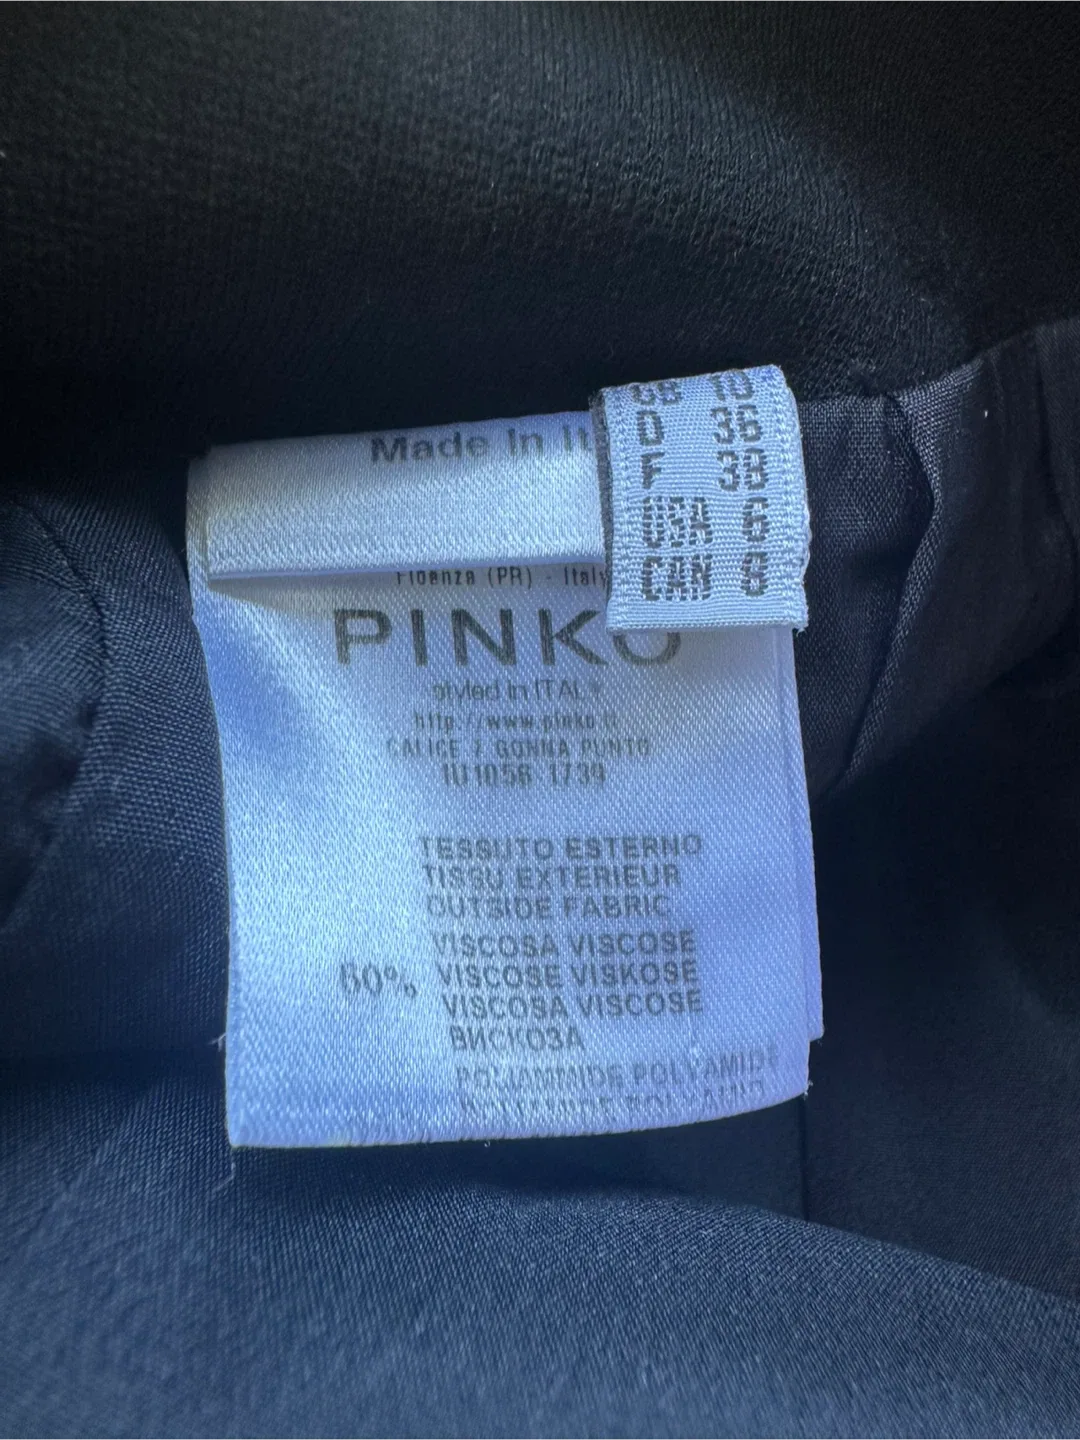 GB 10
D 36
F 38
USA 6
CAN 6
Made in It
Fidenza (PR) - Italy
PINKO
styled in ITALY
http://www.pinko.it
CALICE 7 GONNA PUNTO
1U1056 1739
TESSUTO ESTERNO
TISSU EXTERIEUR
OUTSIDE FABRIC
VISCOSA VISCOSE
60% VISCOSE VISKOSE
VISCOSA VISCOSE
ВИСКОЗА
POLIAMMIDE POLYAMIDE